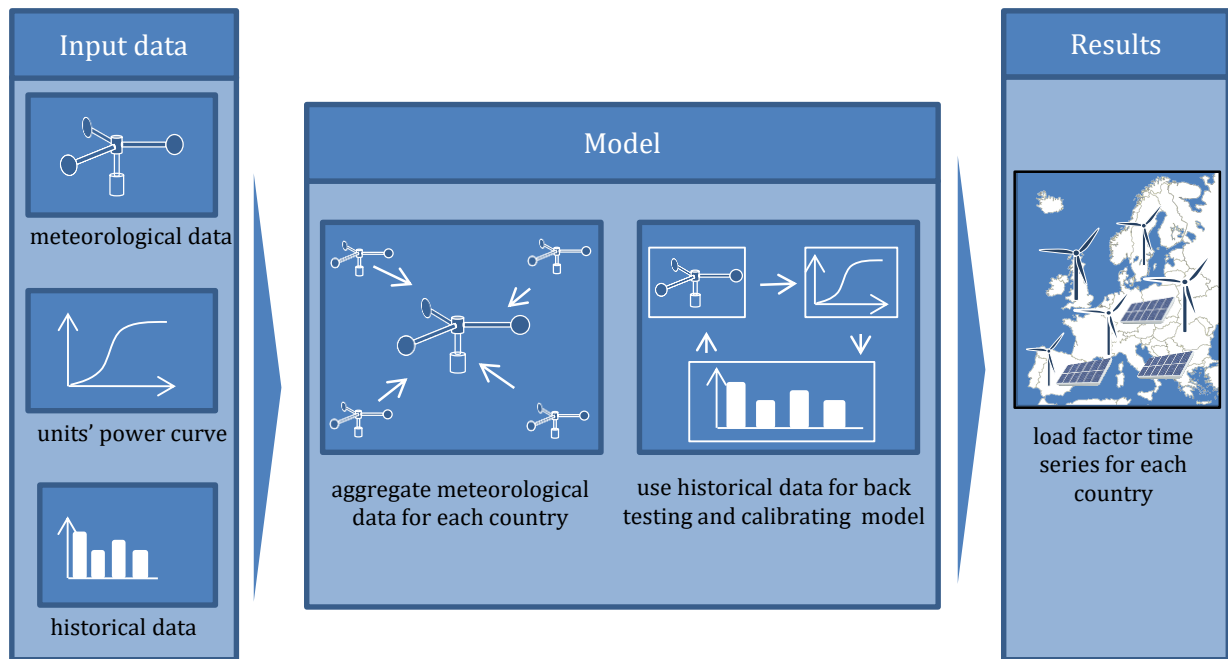 Input data
meteorological data
units’ power curve
historical data
Model
aggregate meteorological
data for each country
use historical data for back
testing and calibrating  model
Results
load factor time
series for each
country